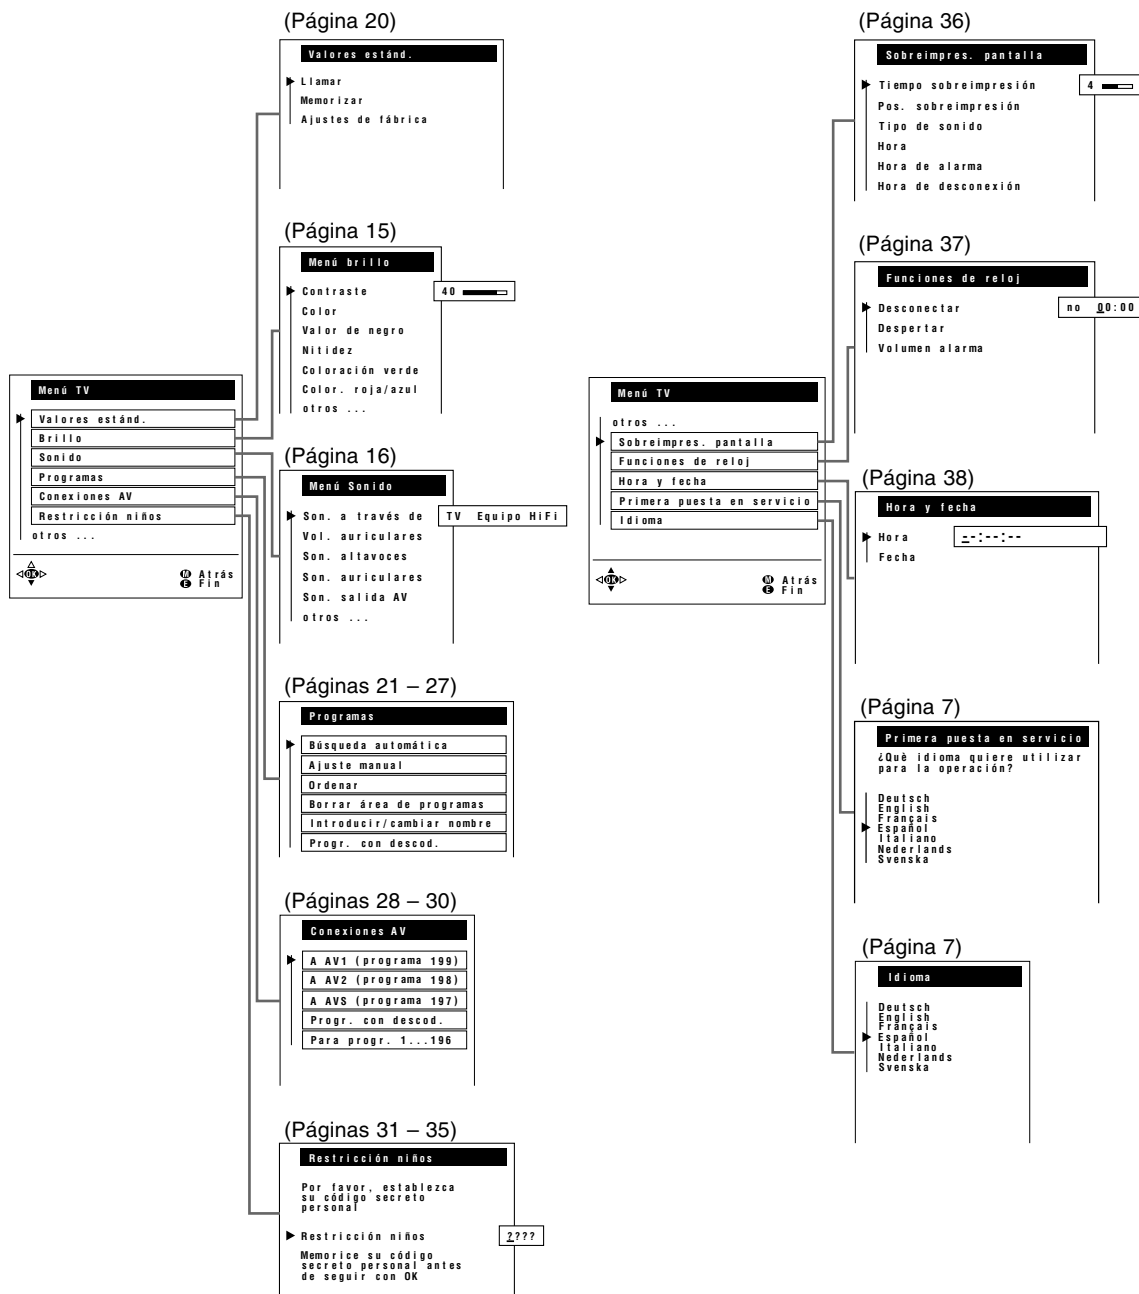 (Página 20)
Valores estánd.
Llamar
Memorizar
Ajustes de fábrica
(Página 15)
Menú brillo
Contraste
40
Color
Valor de negro
Nitidez
Coloración verde
Color. roja/azul
otros ...
Menú TV
Valores estánd.
Brillo
Sonido
Programas
Conexiones AV
Restricción niños
otros ...
OK
M Atrás
E Fin
(Página 16)
Menú Sonido
Son. a través de
TV Equipo HiFi
Vol. auriculares
Son. altavoces
Son. auriculares
Son. salida AV
otros ...
(Páginas 21 – 27)
Programas
Búsqueda automática
Ajuste manual
Ordenar
Borrar área de programas
Introducir/cambiar nombre
Progr. con descod.
(Páginas 28 – 30)
Conexiones AV
A AV1 (programa 199)
A AV2 (programa 198)
A AVS (programa 197)
Progr. con descod.
Para progr. 1...196
(Páginas 31 – 35)
Restricción niños
Por favor, establezca
su código secreto
personal
Restricción niños
????
Memorice su código
secreto personal antes
de seguir con OK
(Página 36)
Sobreimpres. pantalla
Tiempo sobreimpresión
4
Pos. sobreimpresión
Tipo de sonido
Hora
Hora de alarma
Hora de desconexión
(Página 37)
Funciones de reloj
Desconectar
no 00:00
Despertar
Volumen alarma
Menú TV
otros ...
Sobreimpres. pantalla
Funciones de reloj
Hora y fecha
Primera puesta en servicio
Idioma
OK
M Atrás
E Fin
(Página 38)
Hora y fecha
Hora
--:--:--
Fecha
(Página 7)
Primera puesta en servicio
¿Què idioma quiere utilizar
para la operación?
Deutsch
English
Français
Español
Italiano
Nederlands
Svenska
(Página 7)
Idioma
Deutsch
English
Français
Español
Italiano
Nederlands
Svenska